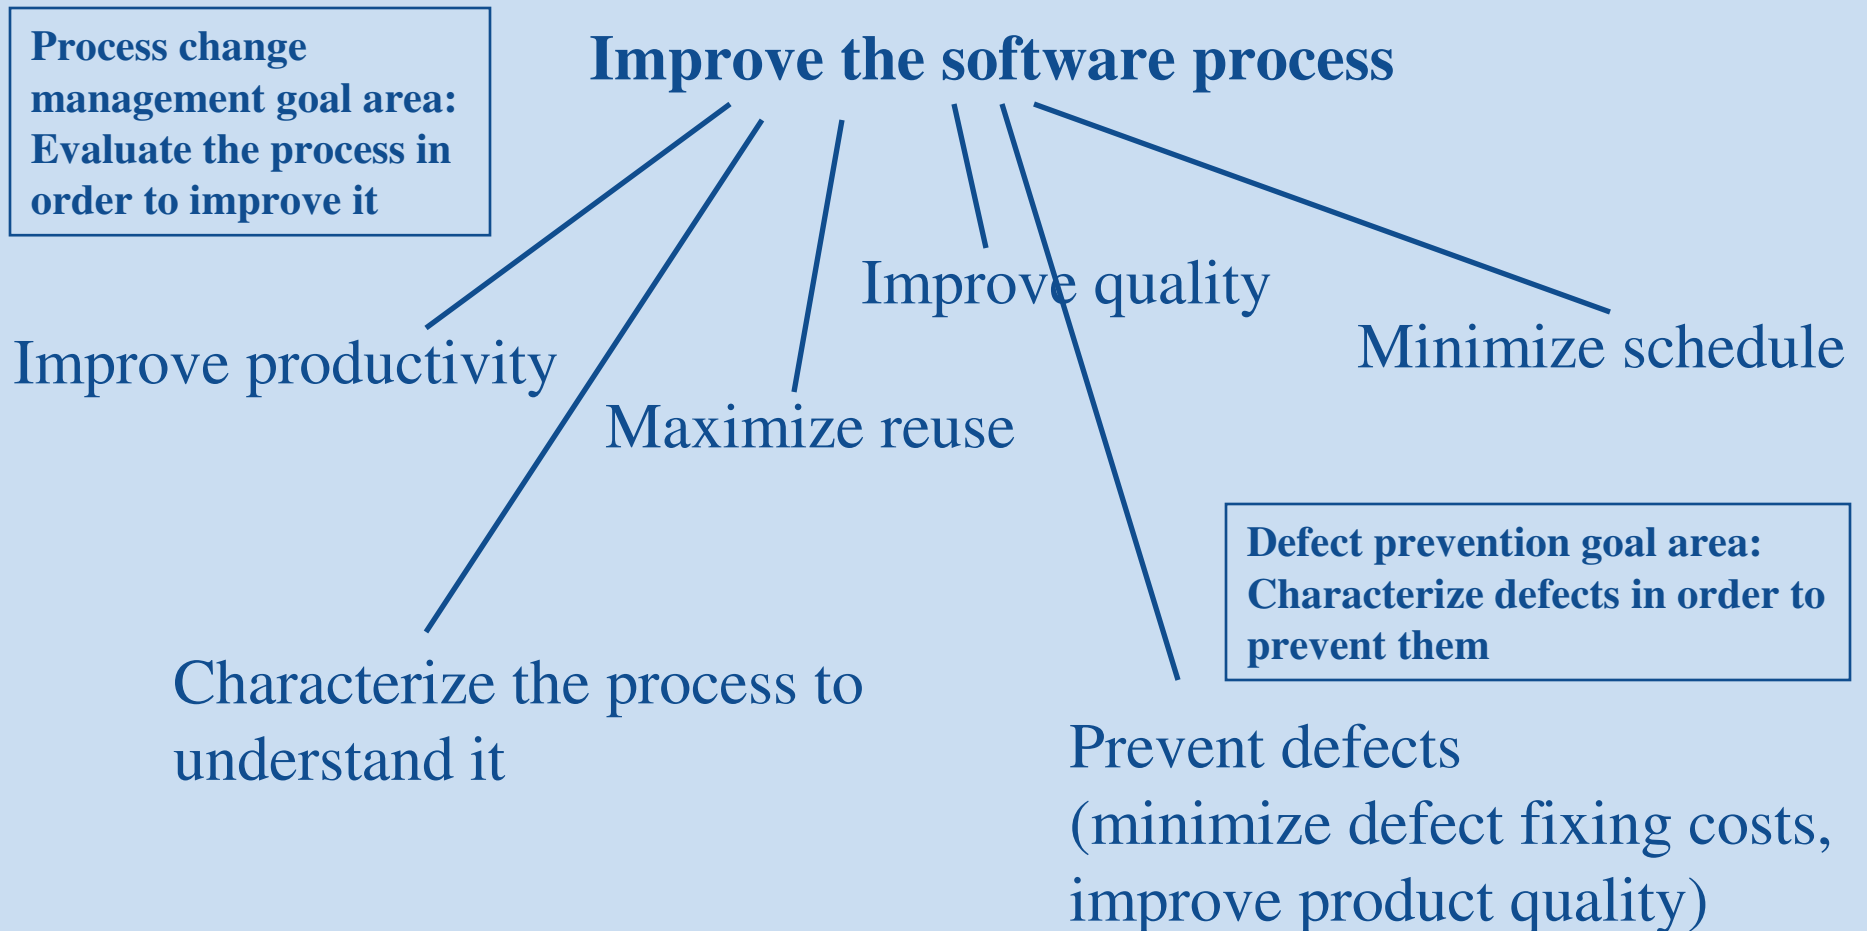 Process change
management goal area:
Evaluate the process in
order to improve it
Improve the software process
Improve quality
Minimize schedule
Improve productivity
Maximize reuse
Defect prevention goal area:
Characterize defects in order to
prevent them
Characterize the process to
understand it
Prevent defects
(minimize defect fixing costs,
improve product quality)